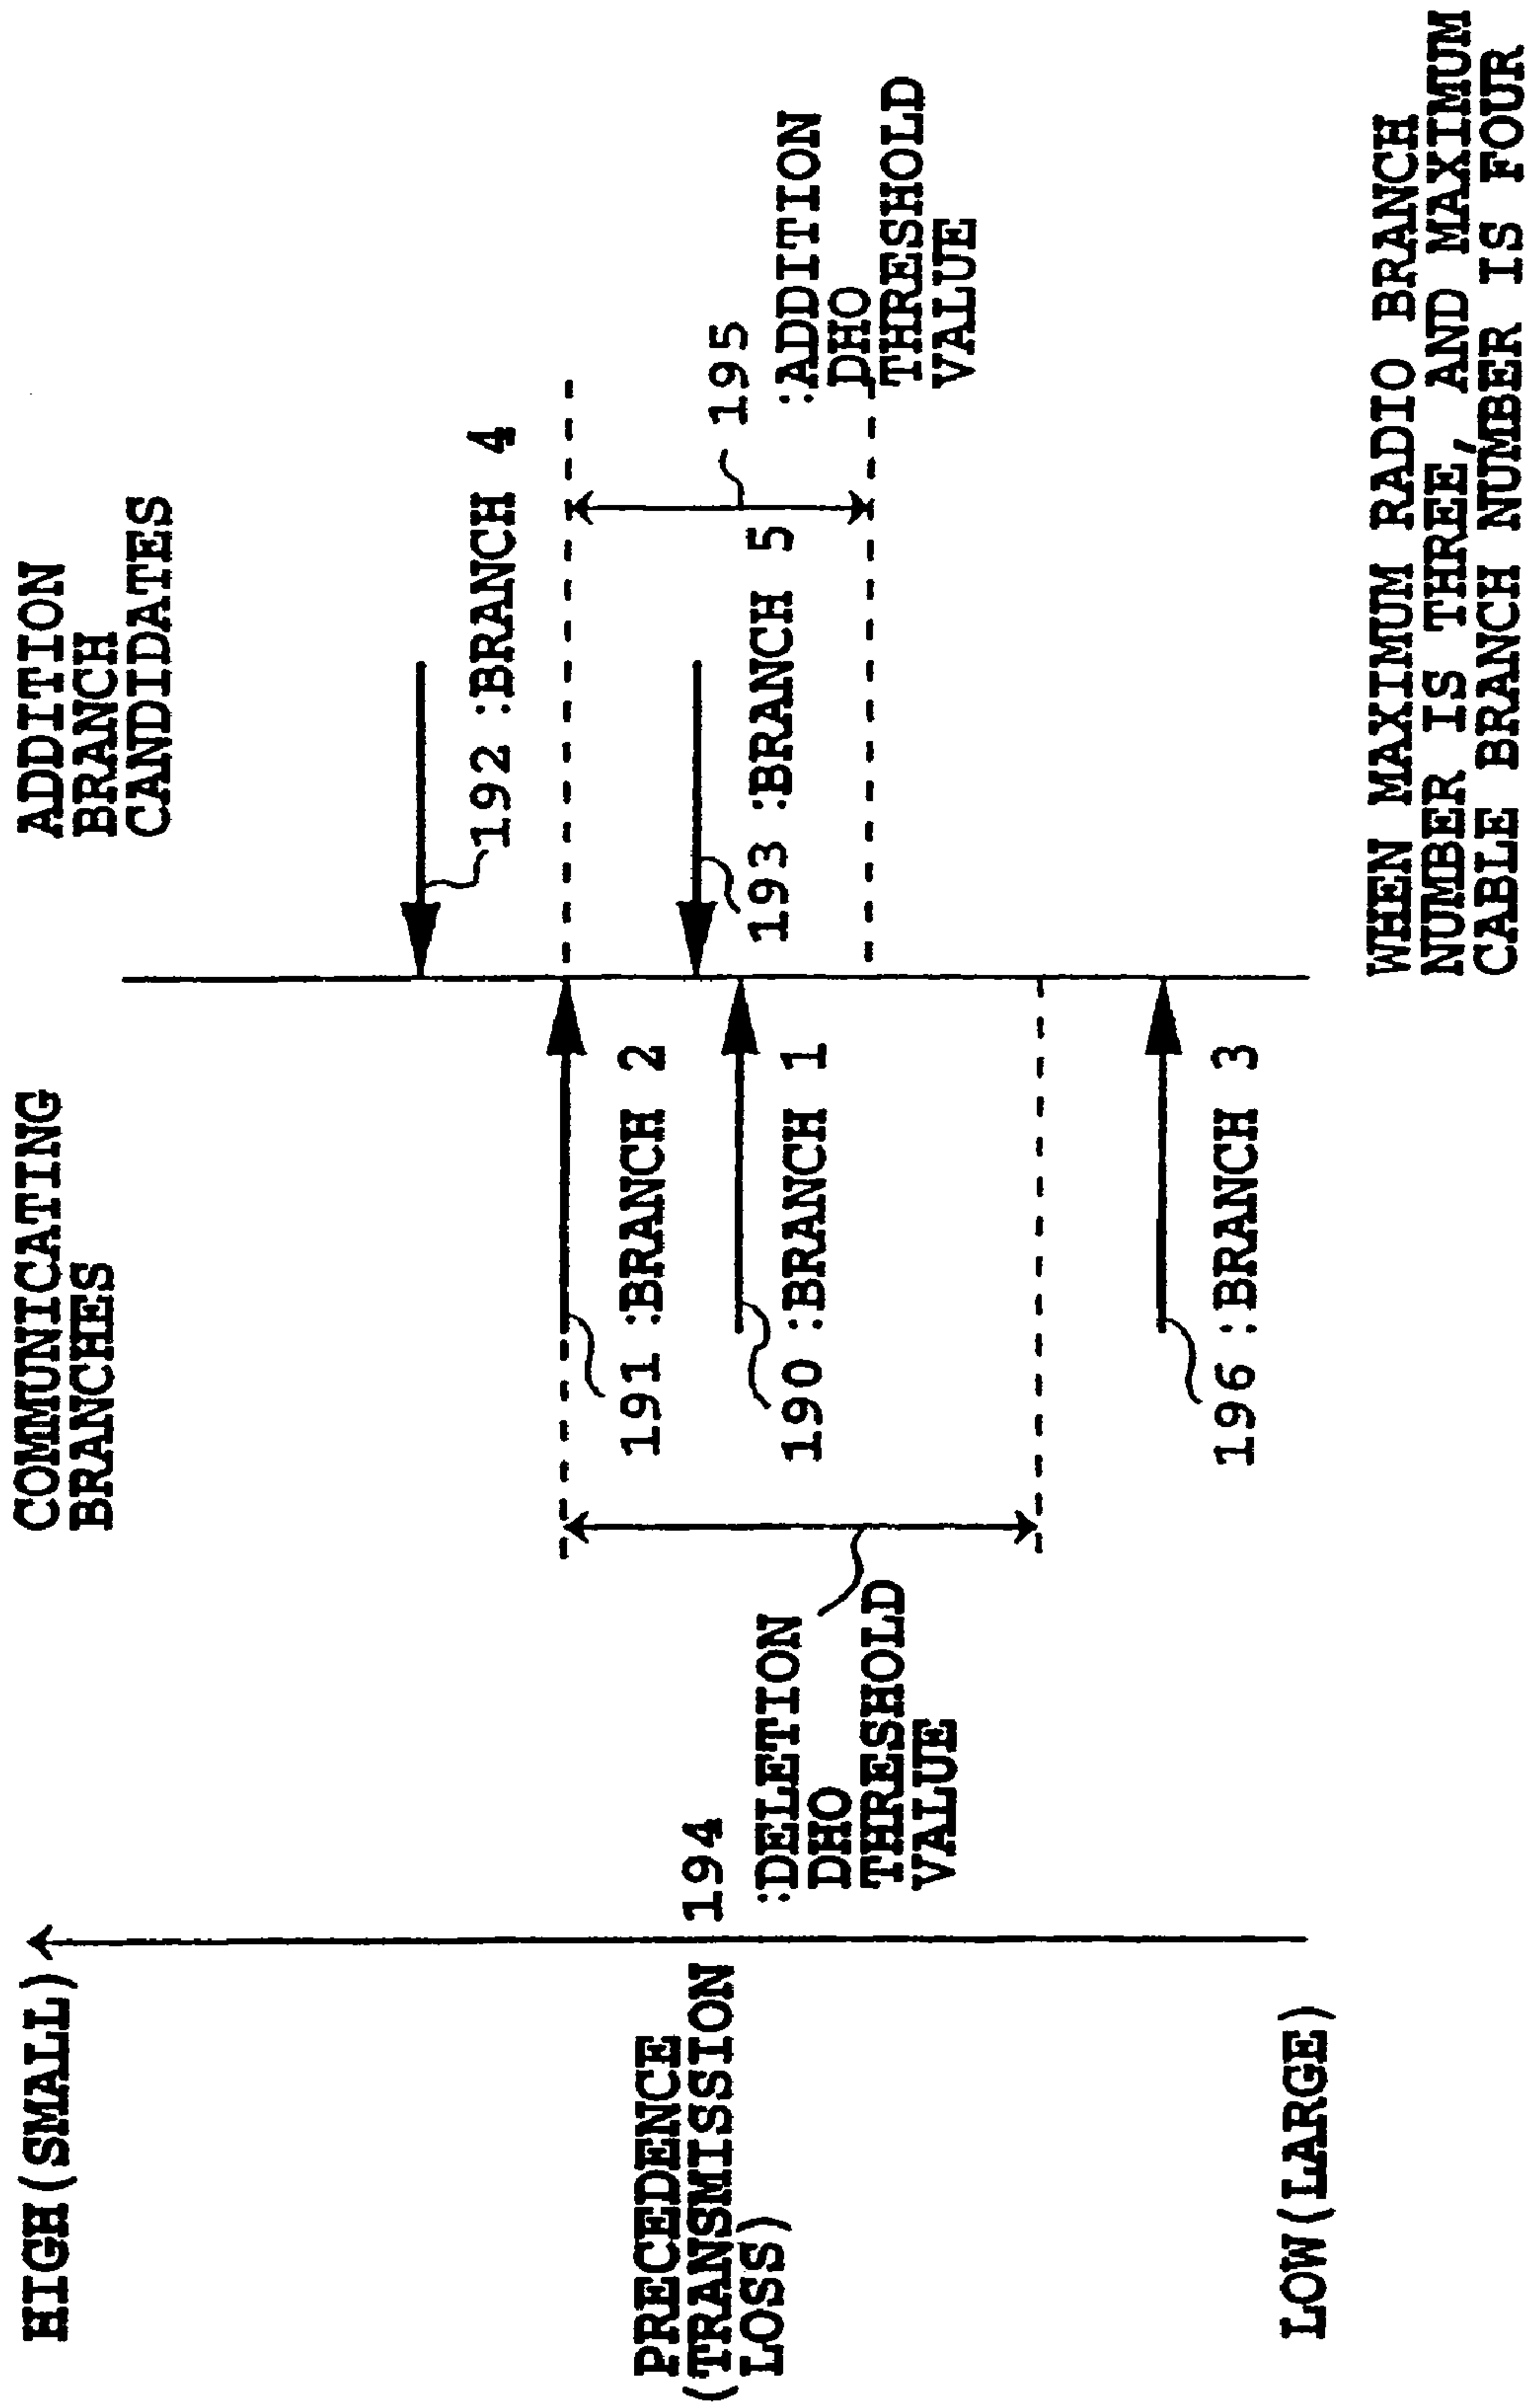 HIGH(SMALL)
PRECEDENCE
(TRANSMISSION
LOSS)
LOW(LARGE)
COMMUNICATING
BRANCHES
ADDITION
BRANCH
CANDIDATES
194
:DELETION
DHO
THRESHOLD
VALUE
191:BRANCH 2
190:BRANCH 1
196:BRANCH 3
192:BRANCH 4
193:BRANCH 5
195
:ADDITION
DHO
THRESHOLD
VALUE
WHEN MAXIMUM RADIO BRANCH
NUMBER IS THREE, AND MAXIMUM
CABLE BRANCH NUMBER IS FOUR